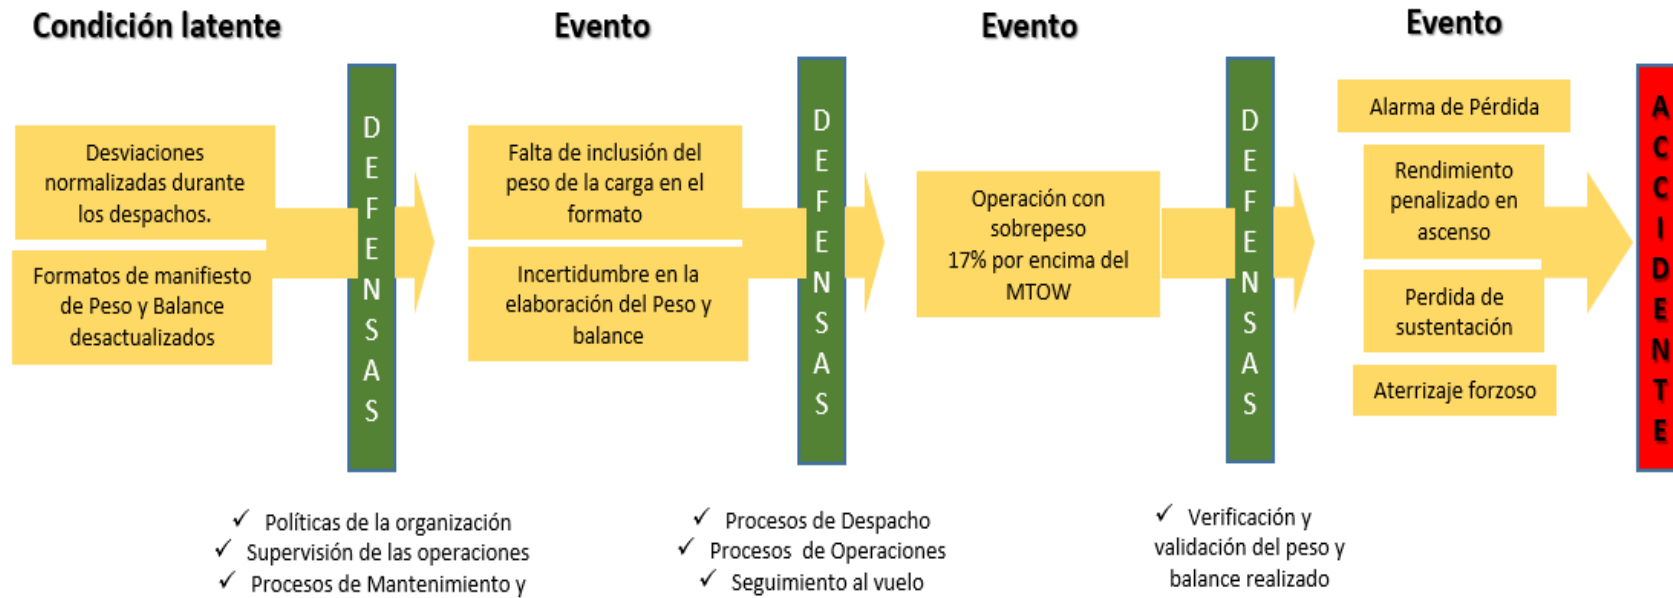 Condición latente
Desviaciones
normalizadas durante
los despachos.
Formatos de manifiesto
de Peso y Balance
desactualizados
DEFENSAS
✓ Políticas de la organización
✓ Supervisión de las operaciones
✓ Procesos de Mantenimiento y
Evento
Falta de inclusión del
peso de la carga en el
formato
Incertidumbre en la
elaboración del Peso y
balance
DEFENSAS
✓ Procesos de Despacho
✓ Procesos de Operaciones
✓ Seguimiento al vuelo
Evento
Operación con
sobrepeso
17% por encima del
MTOW
DEFENSAS
✓ Verificación y
validación del peso y
balance realizado
Evento
Alarma de Pérdida
Rendimiento
penalizado en
ascenso
Perdida de
sustentación
Aterrizaje forzoso
ACCIDENTE